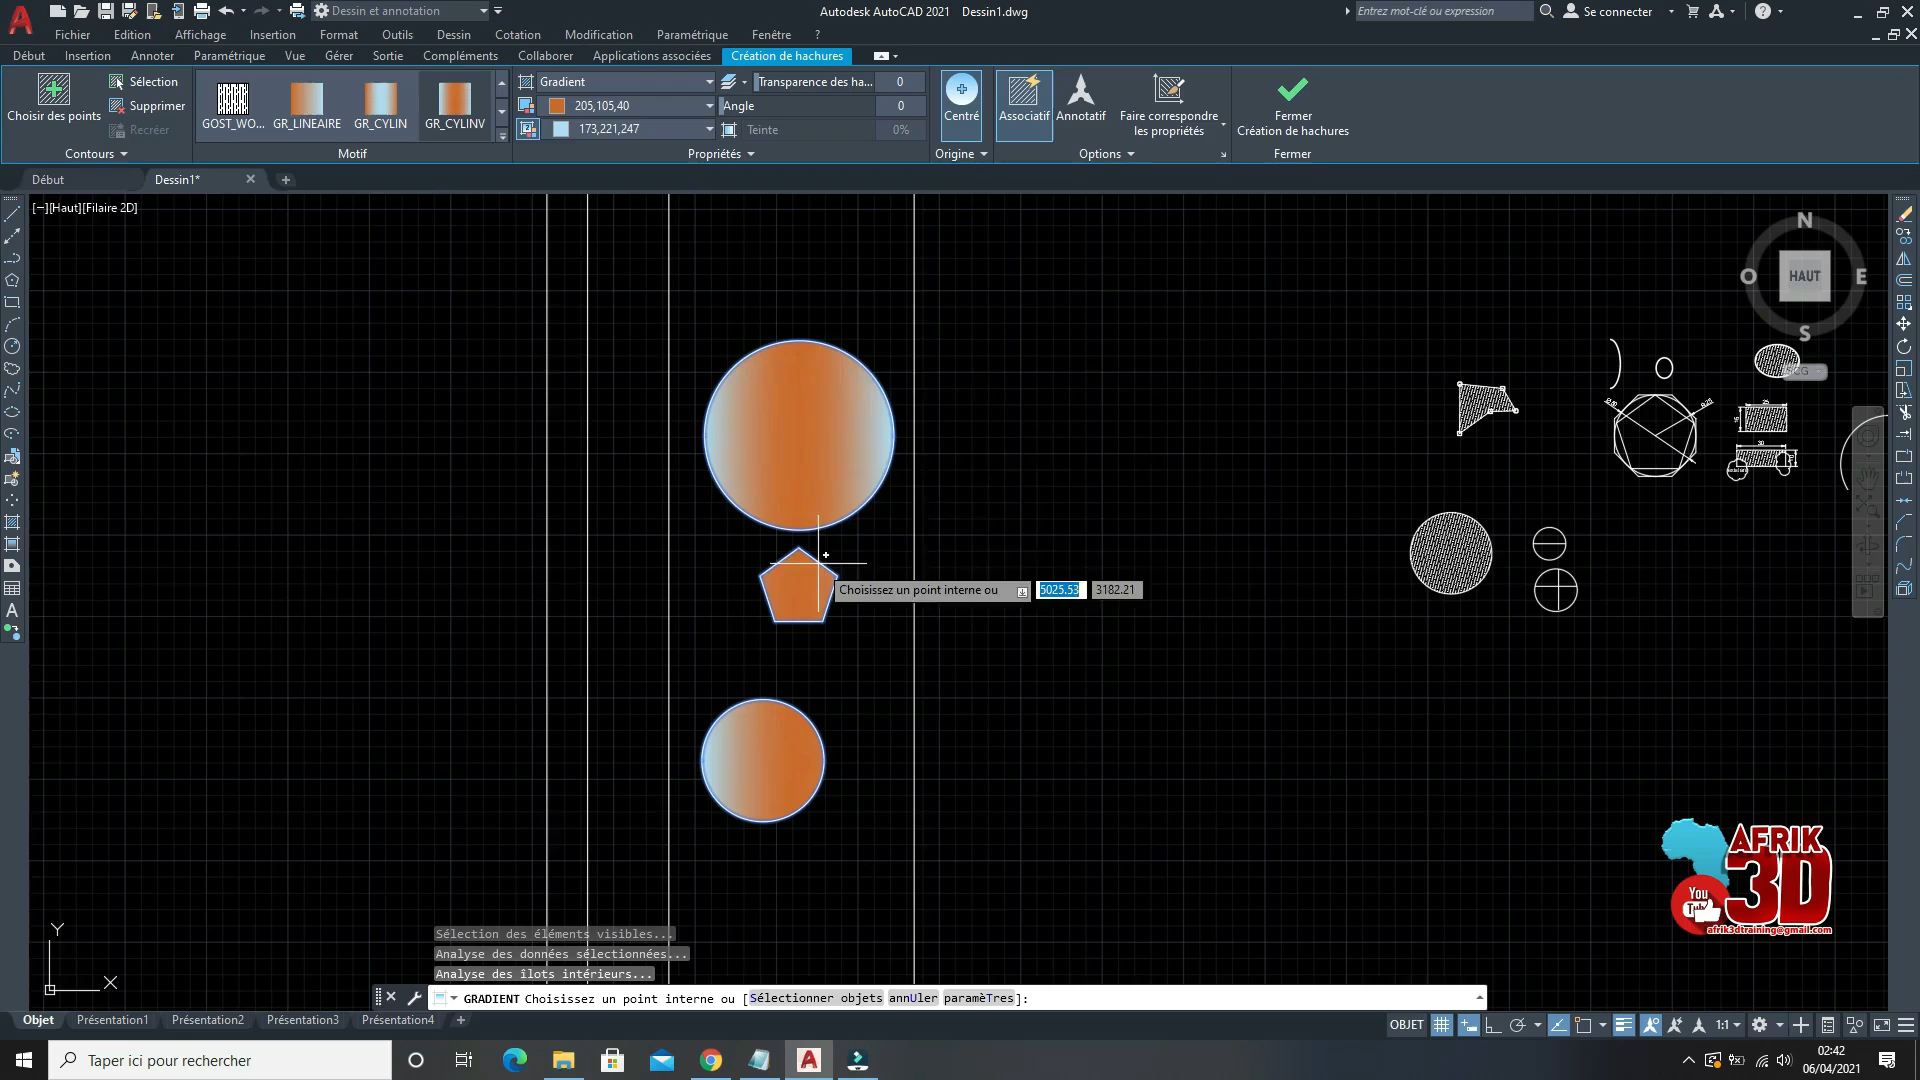 Dessin et annotation
Autodesk AutoCAD 2021 Dessin1.dwg
Entrez mot-clé ou expression
Se connecter
Fichier Edition Affichage Insertion Format Outils Dessin Cotation Modification Paramétrique Fenêtre ?
Début Insertion Annoter Paramétrique Vue Gérer Sortie Compléments Collaborer Applications associées Création de hachures
Choisir des points
Sélection
Supprimer
Recréer
Contours
GOST_WO... GR_LINEAIRE GR_CYLIN GR_CYLINV
Motif
Gradient
205,105,40
173,221,247
Transparence des ha... 0
Angle 0
Teinte 0%
Propriétés
Centré
Origine
Associatif
Annotatif
Faire correspondre
les propriétés
Options
Fermer
Création de hachures
Fermer
Début
Dessin1*
[−][Haut][Filaire 2D]
N
O
HAUT
E
S
SCG
Choisissez un point interne ou 5025.53 3182.21
AFRIK
3D
You
Tube
afrik3dtraining@gmail.com
Y
X
Sélection des éléments visibles...
Analyse des données sélectionnées...
Analyse des îlots intérieurs...
GRADIENT Choisissez un point interne ou [Sélectionner objets annUler paramèTres]:
Objet Présentation1 Présentation2 Présentation3 Présentation4 +
OBJET
1:1
Taper ici pour rechercher
02:42
06/04/2021